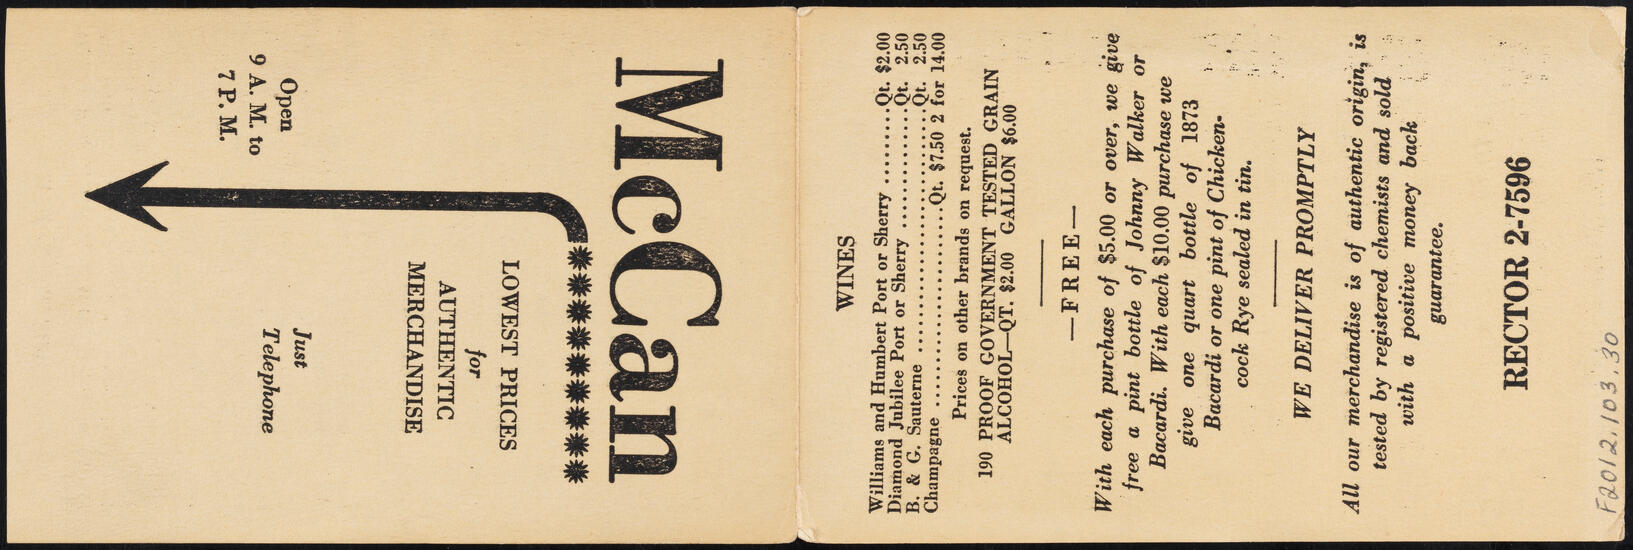 McCan
LOWEST PRICES
for
AUTHENTIC
MERCHANDISE
Just
Telephone
Open
9 A. M. to
7 P. M.
WINES
Williams and Humbert Port or Sherry ........Qt. $2.00
Diamond Jubilee Port or Sherry ..............Qt. 2.50
B. & G. Sauterne ................................Qt. 2.50
Champagne ....................Qt. $7.50 2 for 14.00
Prices on other brands on request.
190 PROOF GOVERNMENT TESTED GRAIN
ALCOHOL—QT. $2.00 GALLON $6.00
—FREE—
With each purchase of $5.00 or over, we give
free a pint bottle of Johnny Walker or
Bacardi. With each $10.00 purchase we
give one quart bottle of 1873
Bacardi or one pint of Chicken-
cock Rye sealed in tin.
WE DELIVER PROMPTLY
All our merchandise is of authentic origin, is
tested by registered chemists and sold
with a positive money back
guarantee.
RECTOR 2-7596
F2012.103.30